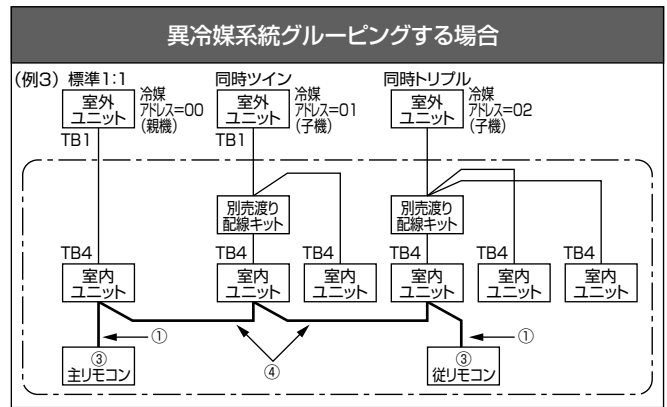 異冷媒系統グルーピングする場合
(例3) 標準1:1
同時ツイン
同時トリプル
室外
ユニット
冷媒
アドレス=00
(親機)
室外
ユニット
冷媒
アドレス=01
(子機)
室外
ユニット
冷媒
アドレス=02
(子機)
TB1
TB1
別売渡り
配線キット
別売渡り
配線キット
TB4
TB4
TB4
TB4
TB4
TB4
室内
ユニット
室内
ユニット
室内
ユニット
室内
ユニット
室内
ユニット
室内
ユニット
①
①
③
主リモコン
④
③
従リモコン